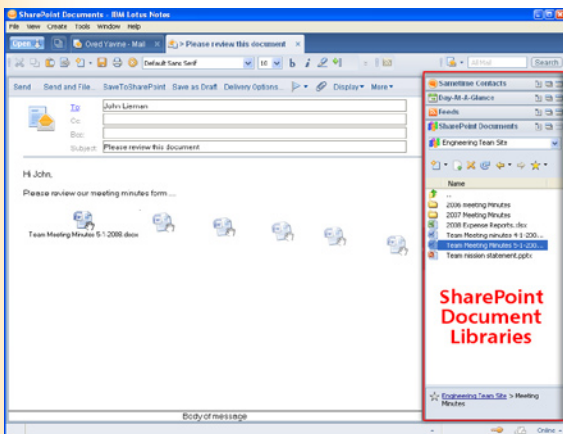 SharePoint Documents - IBM Lotus Notes
File View Create Tools Window Help
Open Oved Yavne - Mail × > Please review this document ×
Default Sans Serif 10 b i All Mail Search
Send Send and File... SaveToSharePoint Save as Draft Delivery Options... Display More
To: John Lieman
Cc:
Bcc:
Subject: Please review this document
Hi John,
Please review our meeting minutes form ...
Team Meeting Minutes 5-1-2008.docx
Body of message
Sametime Contacts
Day-At-A-Glance
Feeds
SharePoint Documents
Engineering Team Site
Name
..
2006 meeting Minutes
2007 Meeting Minutes
2008 Expense Reports.xlsx
Team Meeting minutes 4-1-200...
Team Meeting Minutes 5-1-200...
Team mission statement.pptx
SharePoint
Document
Libraries
Engineering Team Site > Meeting
Minutes
Online